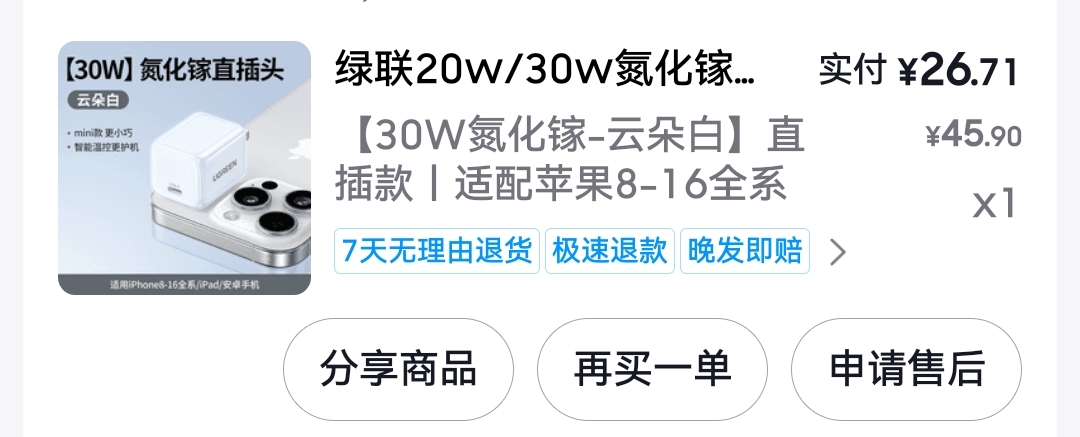 【30W】氮化镓直插头
云朵白
• mini款 更小巧
• 智能温控更护机
UGREEN
适用iPhone8-16全系/iPad/安卓手机
绿联20W/30W氮化镓...
实付 ¥26.71
【30W氮化镓-云朵白】直
插款丨适配苹果8-16全系
¥45.90
x1
7天无理由退货
极速退款
晚发即赔
分享商品
再买一单
申请售后